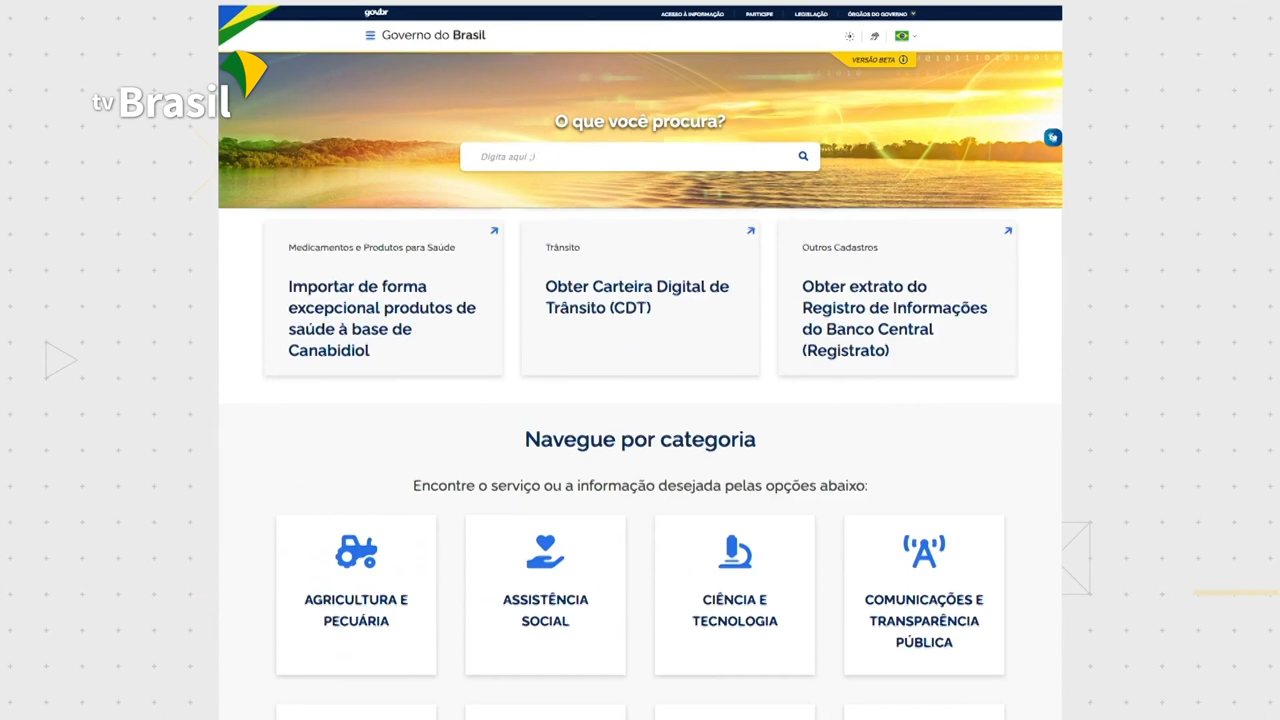 gov.br
ACESSO À INFORMAÇÃO
PARTICIPE
LEGISLAÇÃO
ÓRGÃOS DO GOVERNO
Governo do Brasil
VERSÃO BETA
tv Brasil
O que você procura?
Digita aqui ;)
Medicamentos e Produtos para Saúde
Importar de forma
excepcional produtos de
saúde à base de
Canabidiol
Trânsito
Obter Carteira Digital de
Trânsito (CDT)
Outros Cadastros
Obter extrato do
Registro de Informações
do Banco Central
(Registrato)
Navegue por categoria
Encontre o serviço ou a informação desejada pelas opções abaixo:
AGRICULTURA E
PECUÁRIA
ASSISTÊNCIA
SOCIAL
CIÊNCIA E
TECNOLOGIA
COMUNICAÇÕES E
TRANSPARÊNCIA
PÚBLICA